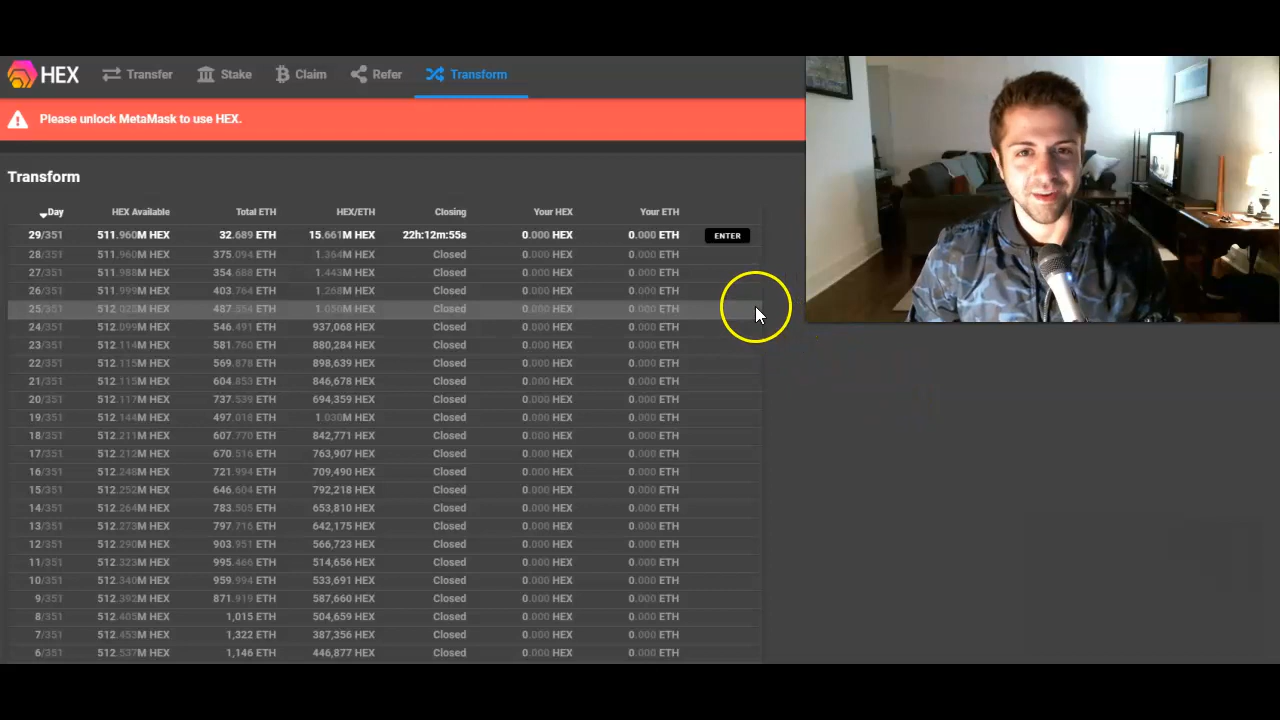 HEX Transfer Stake Claim Refer Transform
Please unlock MetaMask to use HEX.
Transform
Day HEX Available Total ETH HEX/ETH Closing Your HEX Your ETH
29/351 511.960M HEX 32.689 ETH 15.661M HEX 22h:12m:55s 0.000 HEX 0.000 ETH ENTER
28/351 511.960M HEX 375.094 ETH 1.364M HEX Closed 0.000 HEX 0.000 ETH
27/351 511.988M HEX 354.688 ETH 1.443M HEX Closed 0.000 HEX 0.000 ETH
26/351 511.999M HEX 403.764 ETH 1.268M HEX Closed 0.000 HEX 0.000 ETH
25/351 512.028M HEX 487.554 ETH 1.050M HEX Closed 0.000 HEX 0.000 ETH
24/351 512.099M HEX 546.491 ETH 937,068 HEX Closed 0.000 HEX 0.000 ETH
23/351 512.114M HEX 581.760 ETH 880,284 HEX Closed 0.000 HEX 0.000 ETH
22/351 512.115M HEX 569.878 ETH 898,639 HEX Closed 0.000 HEX 0.000 ETH
21/351 512.115M HEX 604.853 ETH 846,678 HEX Closed 0.000 HEX 0.000 ETH
20/351 512.117M HEX 737.539 ETH 694,359 HEX Closed 0.000 HEX 0.000 ETH
19/351 512.144M HEX 497.018 ETH 1.030M HEX Closed 0.000 HEX 0.000 ETH
18/351 512.211M HEX 607.770 ETH 842,771 HEX Closed 0.000 HEX 0.000 ETH
17/351 512.212M HEX 670.516 ETH 763,907 HEX Closed 0.000 HEX 0.000 ETH
16/351 512.248M HEX 721.994 ETH 709,490 HEX Closed 0.000 HEX 0.000 ETH
15/351 512.252M HEX 646.604 ETH 792,218 HEX Closed 0.000 HEX 0.000 ETH
14/351 512.264M HEX 783.505 ETH 653,810 HEX Closed 0.000 HEX 0.000 ETH
13/351 512.273M HEX 797.716 ETH 642,175 HEX Closed 0.000 HEX 0.000 ETH
12/351 512.290M HEX 903.951 ETH 566,723 HEX Closed 0.000 HEX 0.000 ETH
11/351 512.323M HEX 995.466 ETH 514,656 HEX Closed 0.000 HEX 0.000 ETH
10/351 512.340M HEX 959.994 ETH 533,691 HEX Closed 0.000 HEX 0.000 ETH
9/351 512.392M HEX 871.919 ETH 587,660 HEX Closed 0.000 HEX 0.000 ETH
8/351 512.405M HEX 1,015 ETH 504,659 HEX Closed 0.000 HEX 0.000 ETH
7/351 512.453M HEX 1,322 ETH 387,356 HEX Closed 0.000 HEX 0.000 ETH
6/351 512.537M HEX 1,146 ETH 446,877 HEX Closed 0.000 HEX 0.000 ETH